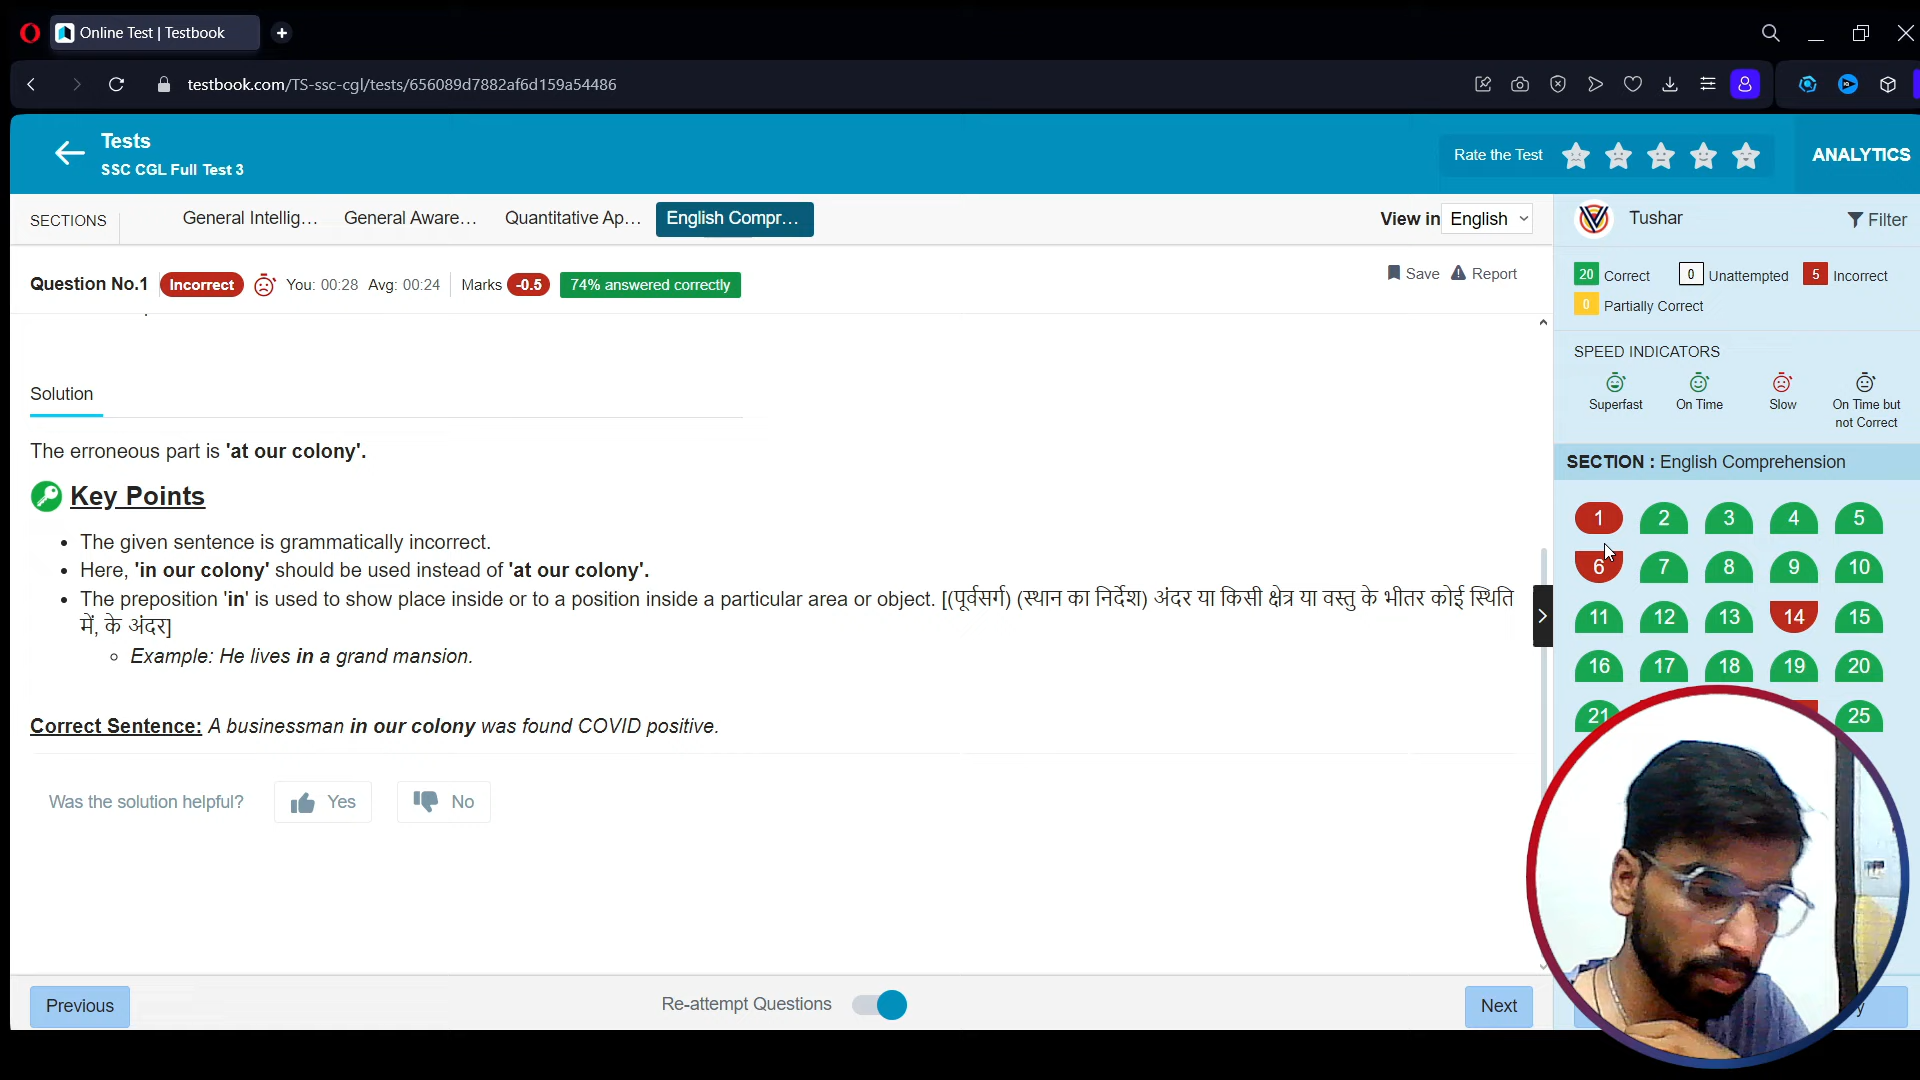 Online Test | Testbook
testbook.com/TS-ssc-cgl/tests/656089d7882af6d159a54486
Tests
SSC CGL Full Test 3
Rate the Test
ANALYTICS
SECTIONS
General Intellig...
General Aware...
Quantitative Ap...
English Compr...
View in English
Tushar
Filter
Question No.1 Incorrect You: 00:28 Avg: 00:24 Marks -0.5 74% answered correctly
Save Report
20 Correct 0 Unattempted 5 Incorrect
0 Partially Correct
SPEED INDICATORS
Superfast On Time Slow On Time but
not Correct
Solution
The erroneous part is 'at our colony'.
Key Points
The given sentence is grammatically incorrect.
Here, 'in our colony' should be used instead of 'at our colony'.
The preposition 'in' is used to show place inside or to a position inside a particular area or object. [(पूर्वसर्ग) (स्थान का निर्देश) अंदर या किसी क्षेत्र या वस्तु के भीतर कोई स्थिति
में, के अंदर]
Example: He lives in a grand mansion.
Correct Sentence: A businessman in our colony was found COVID positive.
Was the solution helpful? Yes No
SECTION : English Comprehension
1 2 3 4 5
6 7 8 9 10
11 12 13 14 15
16 17 18 19 20
21 25
Previous
Re-attempt Questions
Next